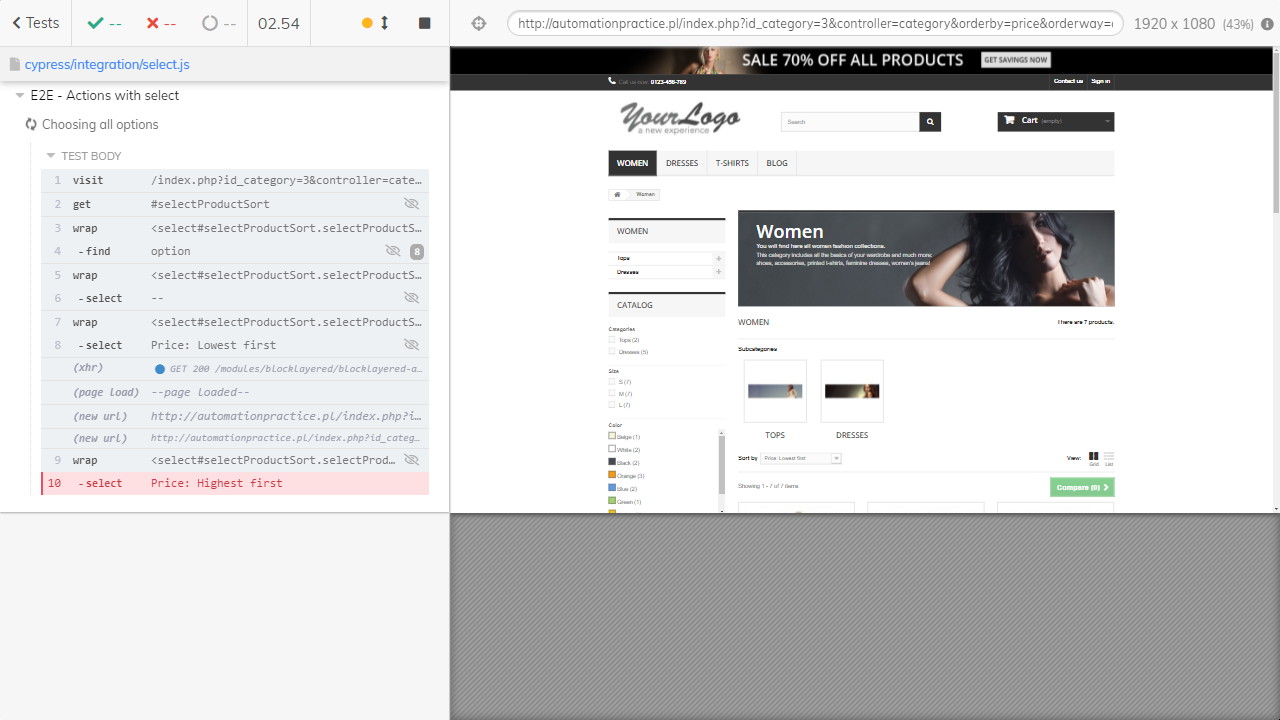 Tests
--
--
--
02.54
http://automationpractice.pl/index.php?id_category=3&controller=category&orderby=price&orderway=
1920 x 1080 (43%)
cypress/integration/select.js
E2E - Actions with select
Choosing all options
TEST BODY
1 visit /index.php?id_category=3&controller=cate…
2 get #selectProductSort
3 wrap <select#selectProductSort.selectProductS…
4 -find option 8
5 wrap <select#selectProductSort.selectProductS…
6 -select --
7 wrap <select#selectProductSort.selectProductS…
8 -select Price: Lowest first
(xhr) GET 200 /modules/blocklayered/blocklayered-a…
(page load) --page loaded--
(new url) http://automationpractice.pl/index.php?i…
(new url) http://automationpractice.pl/index.php?id_categ…
9 wrap <select#selectProductSort.selectProductS…
10 -select Price: Highest first
SALE 70% OFF ALL PRODUCTS
GET SAVINGS NOW
Call us now: 0123-456-789
Contact us
Sign in
YourLogo
a new experience
Search
Cart (empty)
WOMEN
DRESSES
T-SHIRTS
BLOG
Women
WOMEN
Tops
Dresses
CATALOG
Categories
Tops (2)
Dresses (5)
Size
S (7)
M (7)
L (7)
Color
Beige (1)
White (2)
Black (2)
Orange (3)
Blue (2)
Green (1)
Women
You will find here all woman fashion collections.
This category includes all the basics of your wardrobe and much more:
shoes, accessories, printed t-shirts, feminine dresses, women's jeans!
WOMEN
There are 7 products.
Subcategories
TOPS
DRESSES
Sort by
Price: Lowest first
View:
Grid
List
Showing 1 - 7 of 7 items
Compare (0)